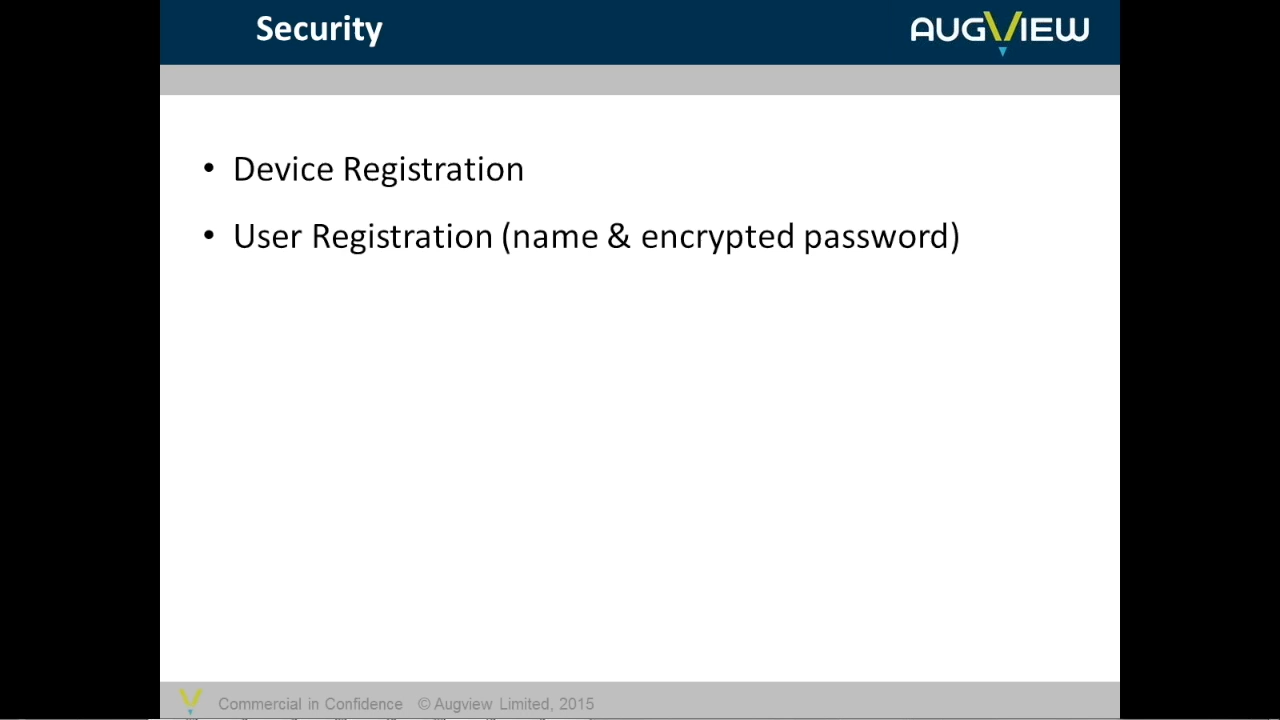 Security
AUGVIEW
• Device Registration
• User Registration (name & encrypted password)
Commercial in Confidence © Augview Limited, 2015